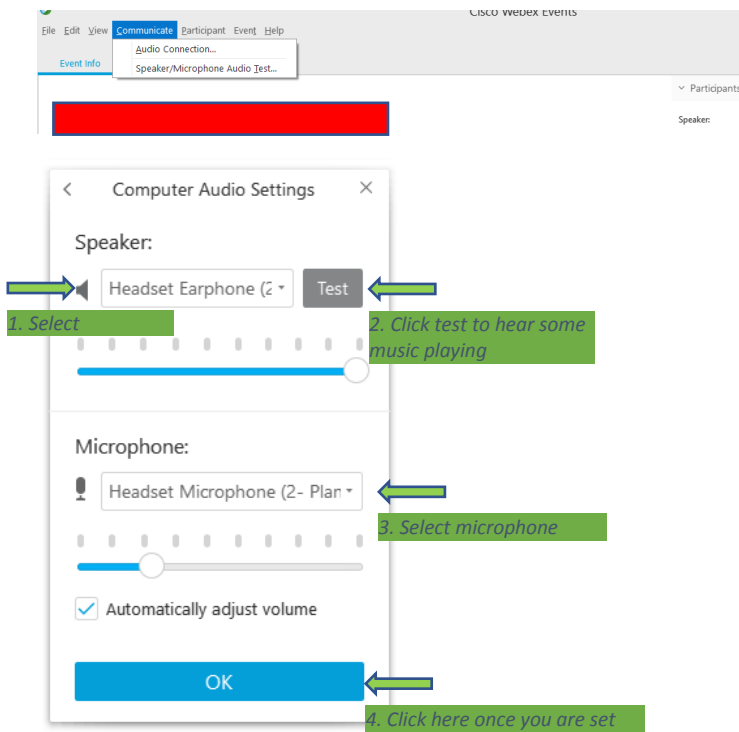 Cisco Webex Events
File Edit View Communicate Participant Event Help
Audio Connection...
Event Info
Speaker/Microphone Audio Test...
Participants
Speaker:
Computer Audio Settings
Speaker:
Headset Earphone (2
Test
1. Select
2. Click test to hear some
music playing
Microphone:
Headset Microphone (2- Plan
3. Select microphone
Automatically adjust volume
OK
4. Click here once you are set